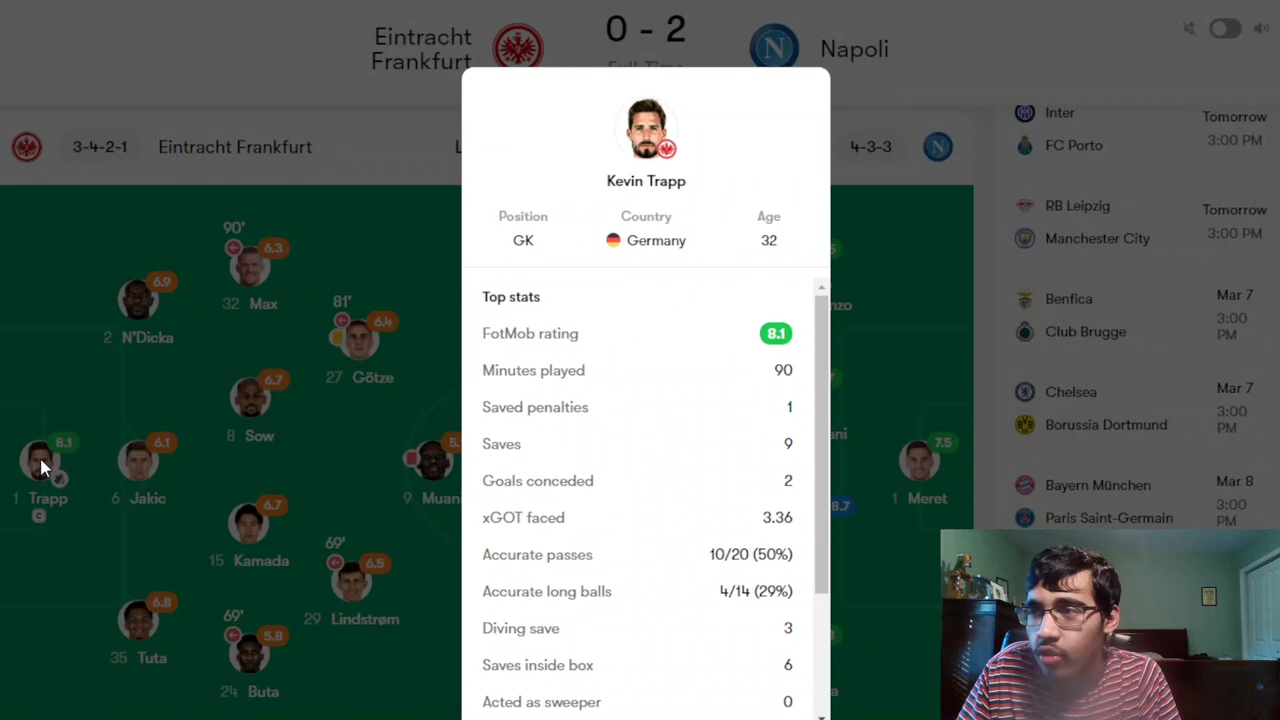 Eintracht
Frankfurt
0 - 2
Napoli
Full-Time
3-4-2-1
Eintracht Frankfurt
L
4-3-3
Kevin Trapp
Position
GK
Country
Germany
Age
32
Top stats
FotMob rating 8.1
Minutes played 90
Saved penalties 1
Saves 9
Goals conceded 2
xGOT faced 3.36
Accurate passes 10/20 (50%)
Accurate long balls 4/14 (29%)
Diving save 3
Saves inside box 6
Acted as sweeper 0
90'
6.3
32 Max
6.9
2 N'Dicka
81'
6.4
27 Götze
6.7
8 Sow
8.1
1 Trapp
C
6.1
6 Jakic
9 Muan
6.7
15 Kamada
69'
6.5
29 Lindstrøm
6.8
35 Tuta
69'
5.8
24 Buta
nzo
ani
8.7
7.5
1 Meret
Inter
FC Porto
Tomorrow
3:00 PM
RB Leipzig
Manchester City
Tomorrow
3:00 PM
Benfica
Club Brugge
Mar 7
3:00
PM
Chelsea
Borussia Dortmund
Mar 7
3:00
PM
Bayern München
Paris Saint-Germain
Mar 8
3:00
PM